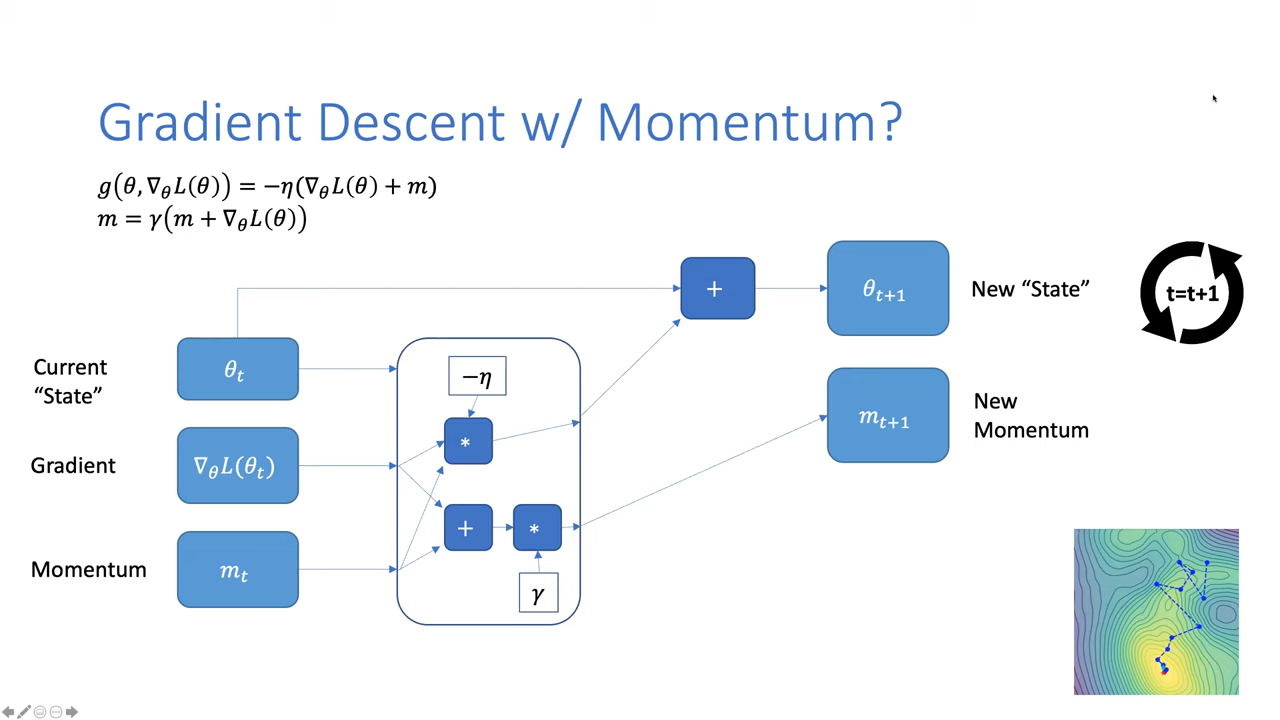 Gradient Descent w/ Momentum?
g(θ, ∇_θL(θ)) = −η(∇_θL(θ) + m)
m = γ(m + ∇_θL(θ))
+
θ_{t+1}
New “State”
t=t+1
Current
“State”
θ_t
−η
*
m_{t+1}
New
Momentum
Gradient
∇_θL(θ_t)
+
*
Momentum
m_t
γ